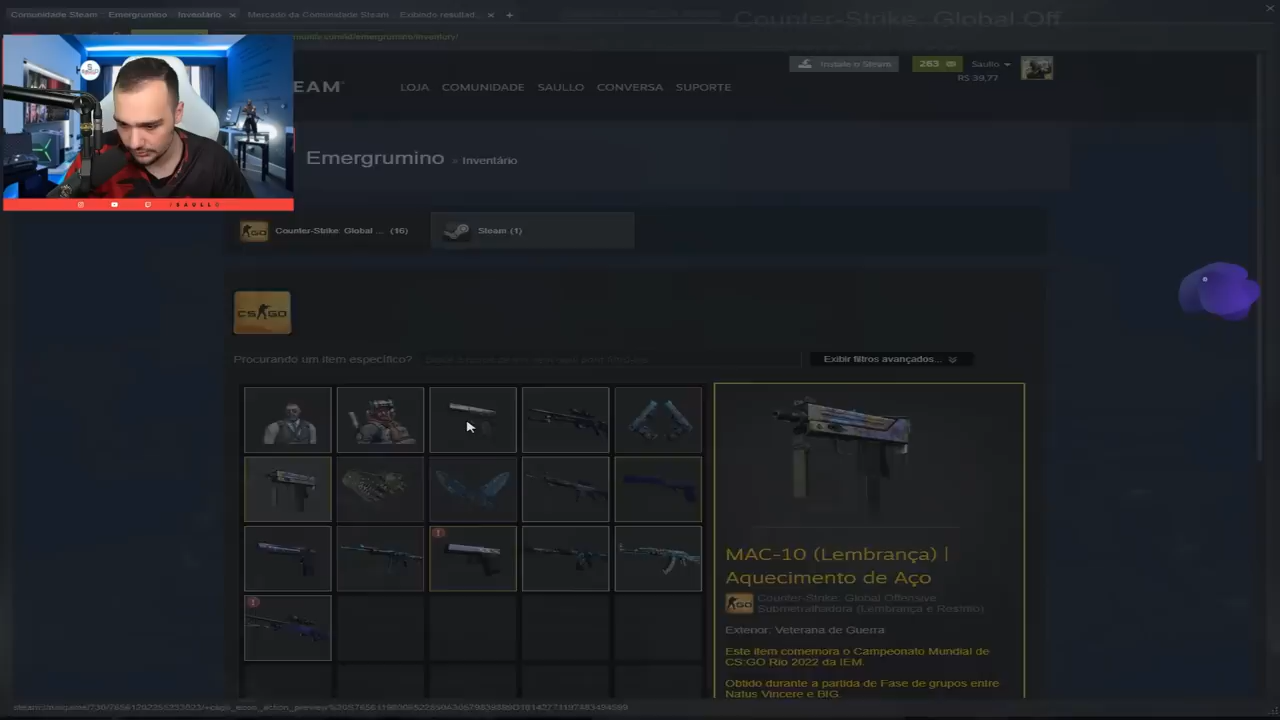 Comunidade Steam
Emergrumino
Inventário
Mercado da Comunidade Steam
Exibindo resultad...
Counter-Strike: Global Off
EAM
LOJA COMUNIDADE SAULLO CONVERSA SUPORTE
Instale o Steam
263
Saullo
R$ 39,77
Emergrumino » Inventário
Counter-Strike: Global ... (16)
Steam (1)
CS GO
Procurando um item específico?
Exibir filtros avançados...
MAC-10 (Lembrança) |
Aquecimento de Aço
Counter-Strike: Global Offensive
Submetralhadora (Lembrança e Restrito)
Exterior: Veterana de Guerra
Este item comemora o Campeonato Mundial de
CS:GO Rio 2022 da IEM.
Obtido durante a partida de Fase de grupos entre
Natus Vincere e BIG.